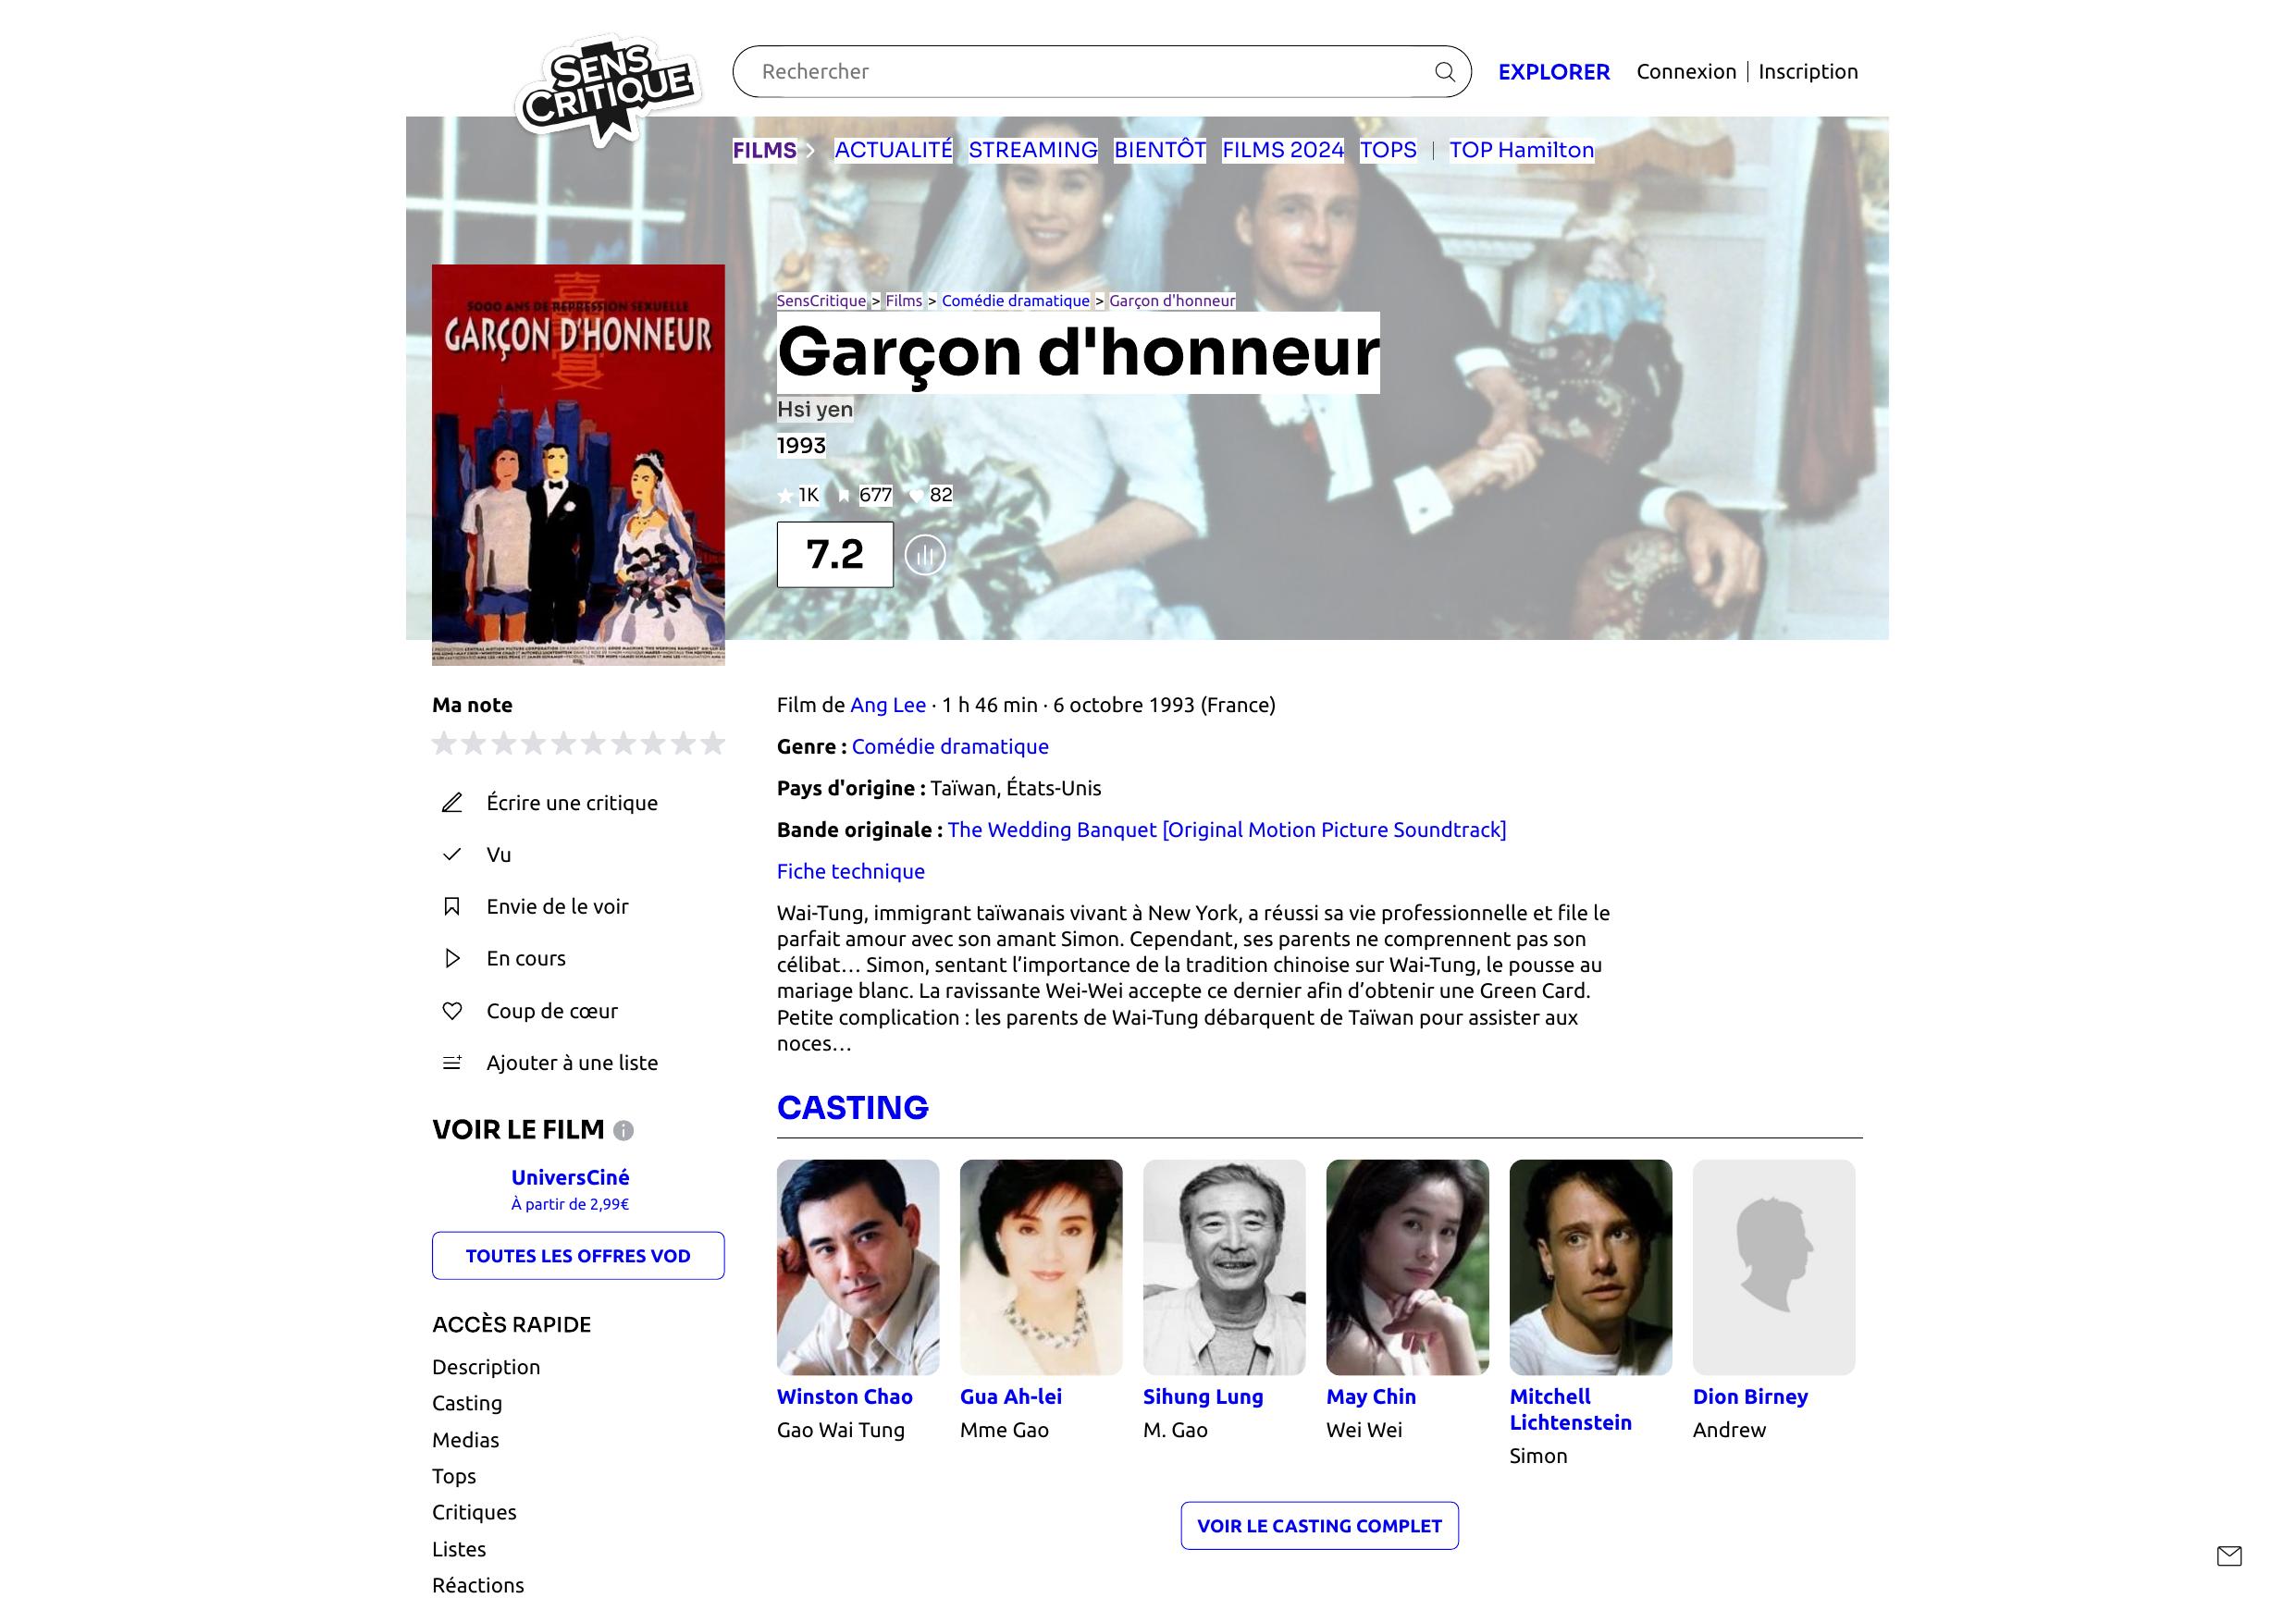 SENS
CRITIQUE
Rechercher
EXPLORER
Connexion | Inscription
FILMS
ACTUALITÉ
STREAMING
BIENTÔT
FILMS 2024
TOPS
|
TOP Hamilton
5000 ANS DE REPRESSION SEXUELLE
GARÇON D'HONNEUR
SensCritique > Films > Comédie dramatique > Garçon d'honneur
Garçon d'honneur
Hsi yen
1993
1K 677 82
7.2
Ma note
Écrire une critique
Vu
Envie de le voir
En cours
Coup de cœur
Ajouter à une liste
VOIR LE FILM
UniversCiné
À partir de 2,99€
TOUTES LES OFFRES VOD
ACCÈS RAPIDE
Description
Casting
Medias
Tops
Critiques
Listes
Réactions
Film de Ang Lee · 1 h 46 min · 6 octobre 1993 (France)
Genre : Comédie dramatique
Pays d'origine : Taïwan, États-Unis
Bande originale : The Wedding Banquet [Original Motion Picture Soundtrack]
Fiche technique
Wai-Tung, immigrant taïwanais vivant à New York, a réussi sa vie professionnelle et file le
parfait amour avec son amant Simon. Cependant, ses parents ne comprennent pas son
célibat… Simon, sentant l’importance de la tradition chinoise sur Wai-Tung, le pousse au
mariage blanc. La ravissante Wei-Wei accepte ce dernier afin d’obtenir une Green Card.
Petite complication : les parents de Wai-Tung débarquent de Taïwan pour assister aux
noces…
CASTING
Winston Chao
Gao Wai Tung
Gua Ah-lei
Mme Gao
Sihung Lung
M. Gao
May Chin
Wei Wei
Mitchell
Lichtenstein
Simon
Dion Birney
Andrew
VOIR LE CASTING COMPLET